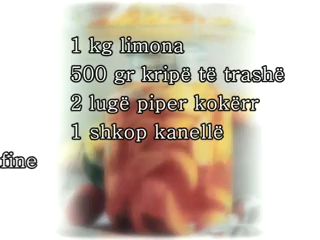 1 kg limona
500 gr kripë të trashë
2 lugë piper kokërr
1 shkop kanellë
fine